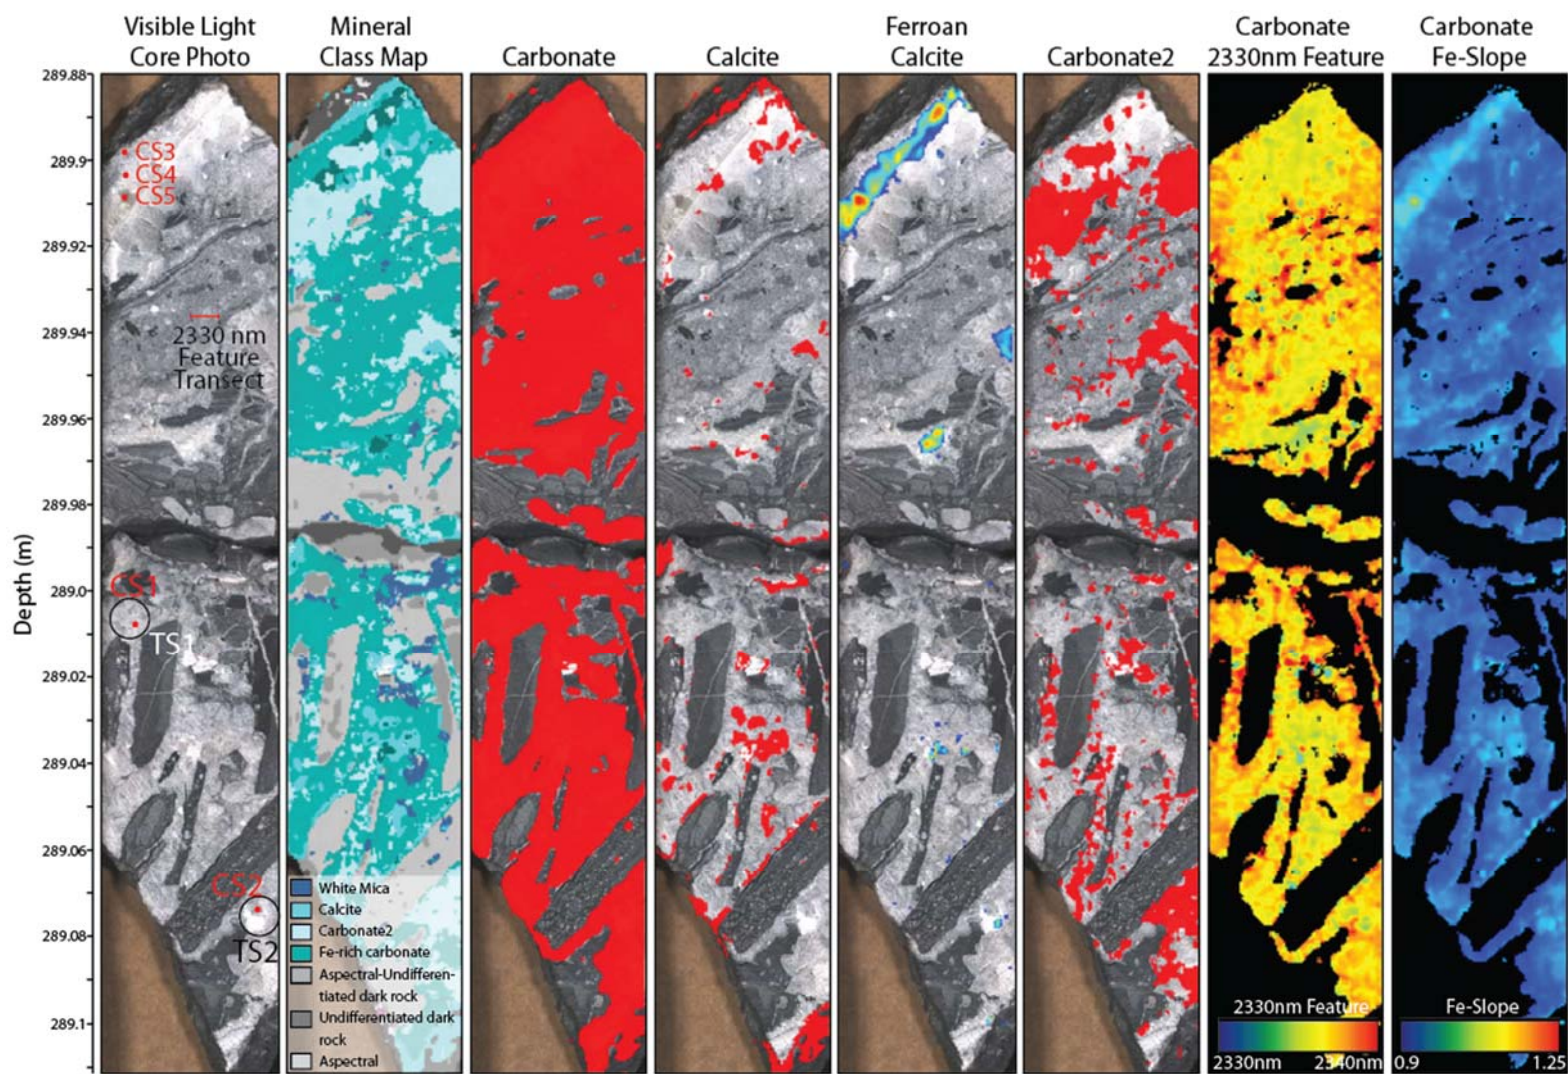 Visible Light
Core Photo
Mineral
Class Map
Carbonate
Calcite
Ferroan
Calcite
Carbonate2
Carbonate
2330nm Feature
Carbonate
Fe-Slope
Depth (m)
289.88
289.9
289.92
289.94
289.96
289.98
289.0
289.02
289.04
289.06
289.08
289.1
CS3
CS4
CS5
2330 nm
Feature
Transect
CS1
TS1
CS2
TS2
White Mica
Calcite
Carbonate2
Fe-rich carbonate
Aspectral-Undifferen-
tiated dark rock
Undifferentiated dark
rock
Aspectral
2330nm Feature
2330nm 2340nm
Fe-Slope
0.9 1.25